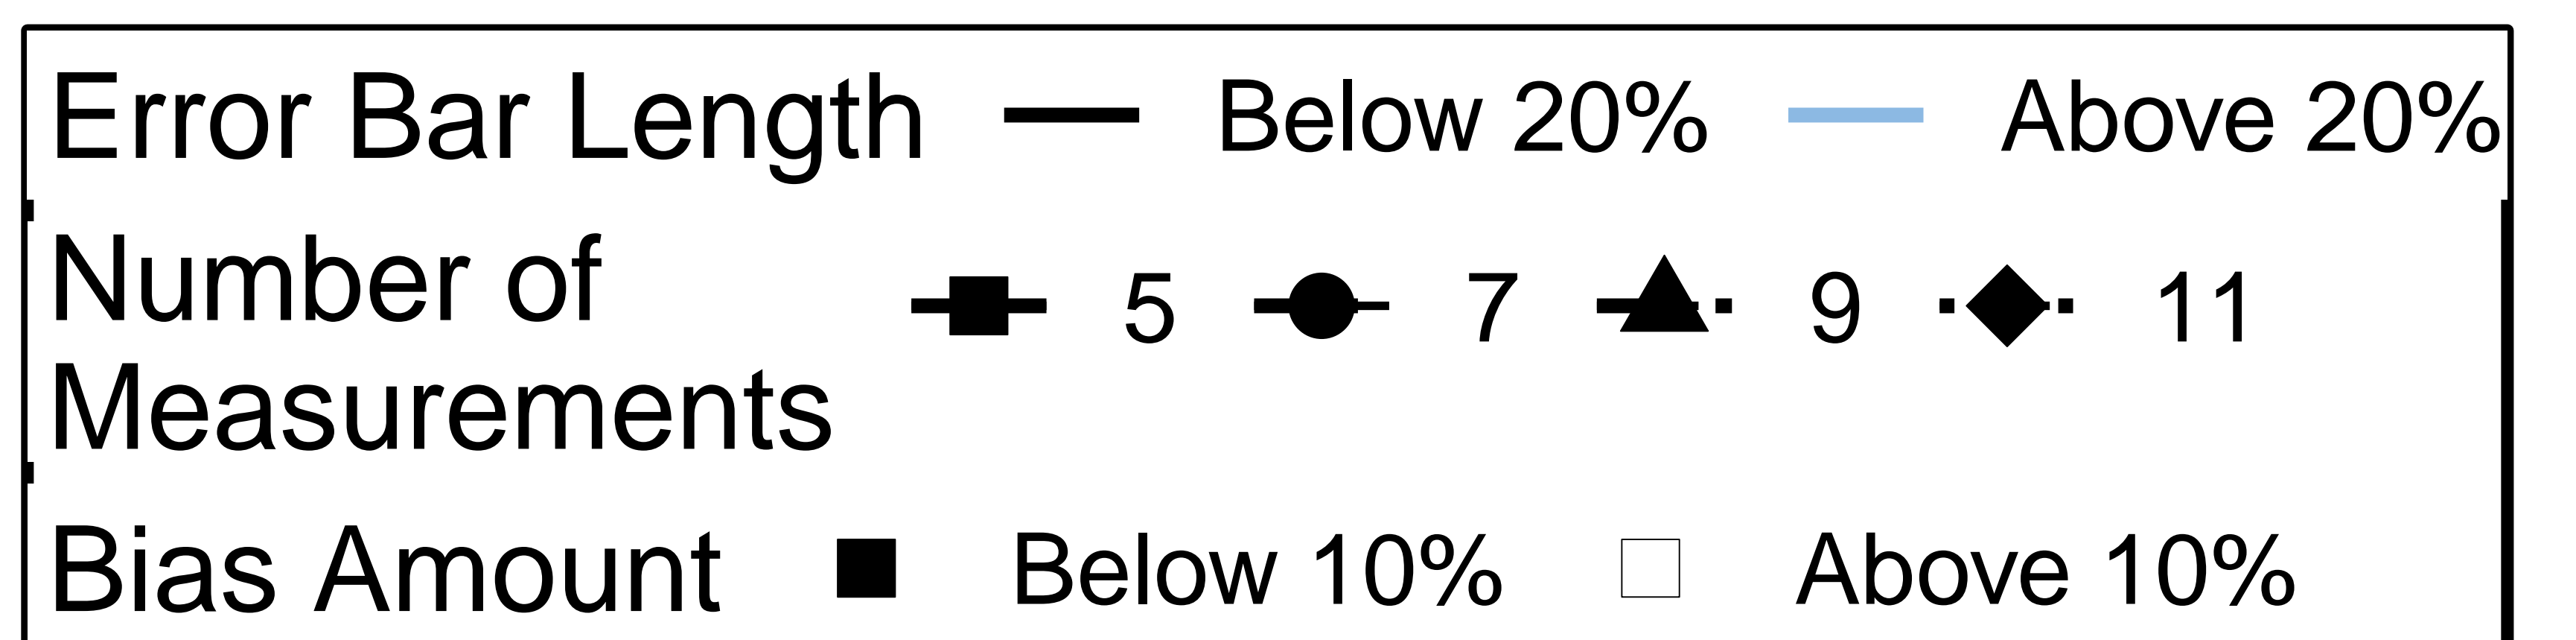 Error Bar Length Below 20% Above 20%
Number of
Measurements
5 7 9 11
Bias Amount Below 10% Above 10%